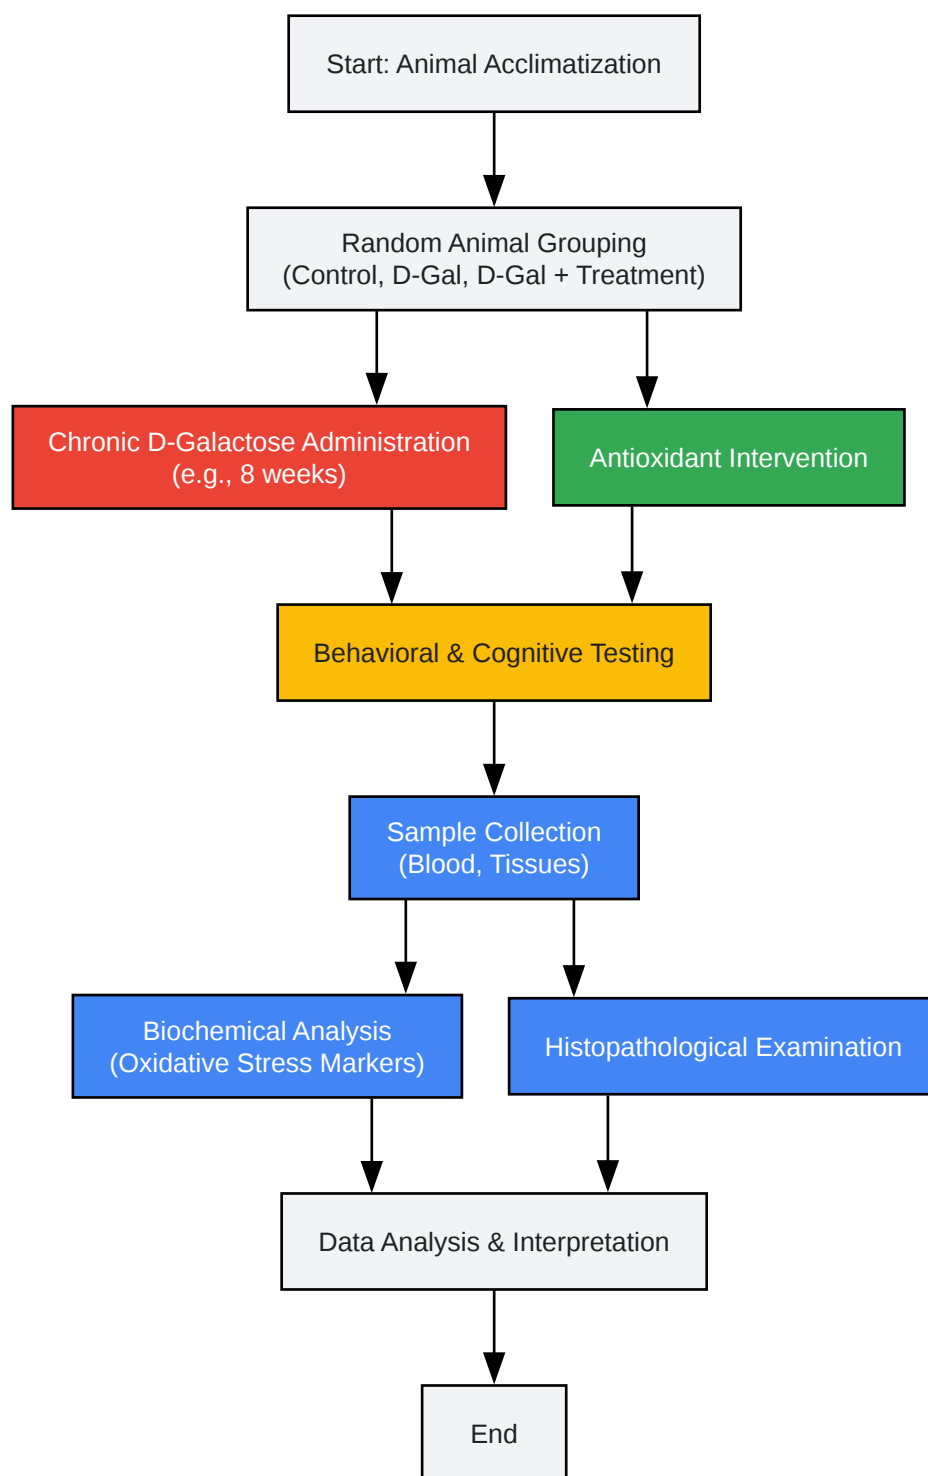 Start: Animal Acclimatization
Random Animal Grouping
(Control, D-Gal, D-Gal + Treatment)
Chronic D-Galactose Administration
(e.g., 8 weeks)
Antioxidant Intervention
Behavioral & Cognitive Testing
Sample Collection
(Blood, Tissues)
Biochemical Analysis
(Oxidative Stress Markers)
Histopathological Examination
Data Analysis & Interpretation
End